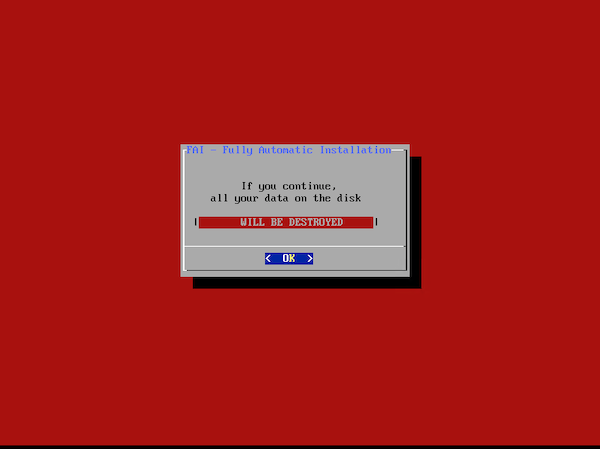 FAI - Fully Automatic Installation
If you continue,
all your data on the disk
WILL BE DESTROYED
< OK >